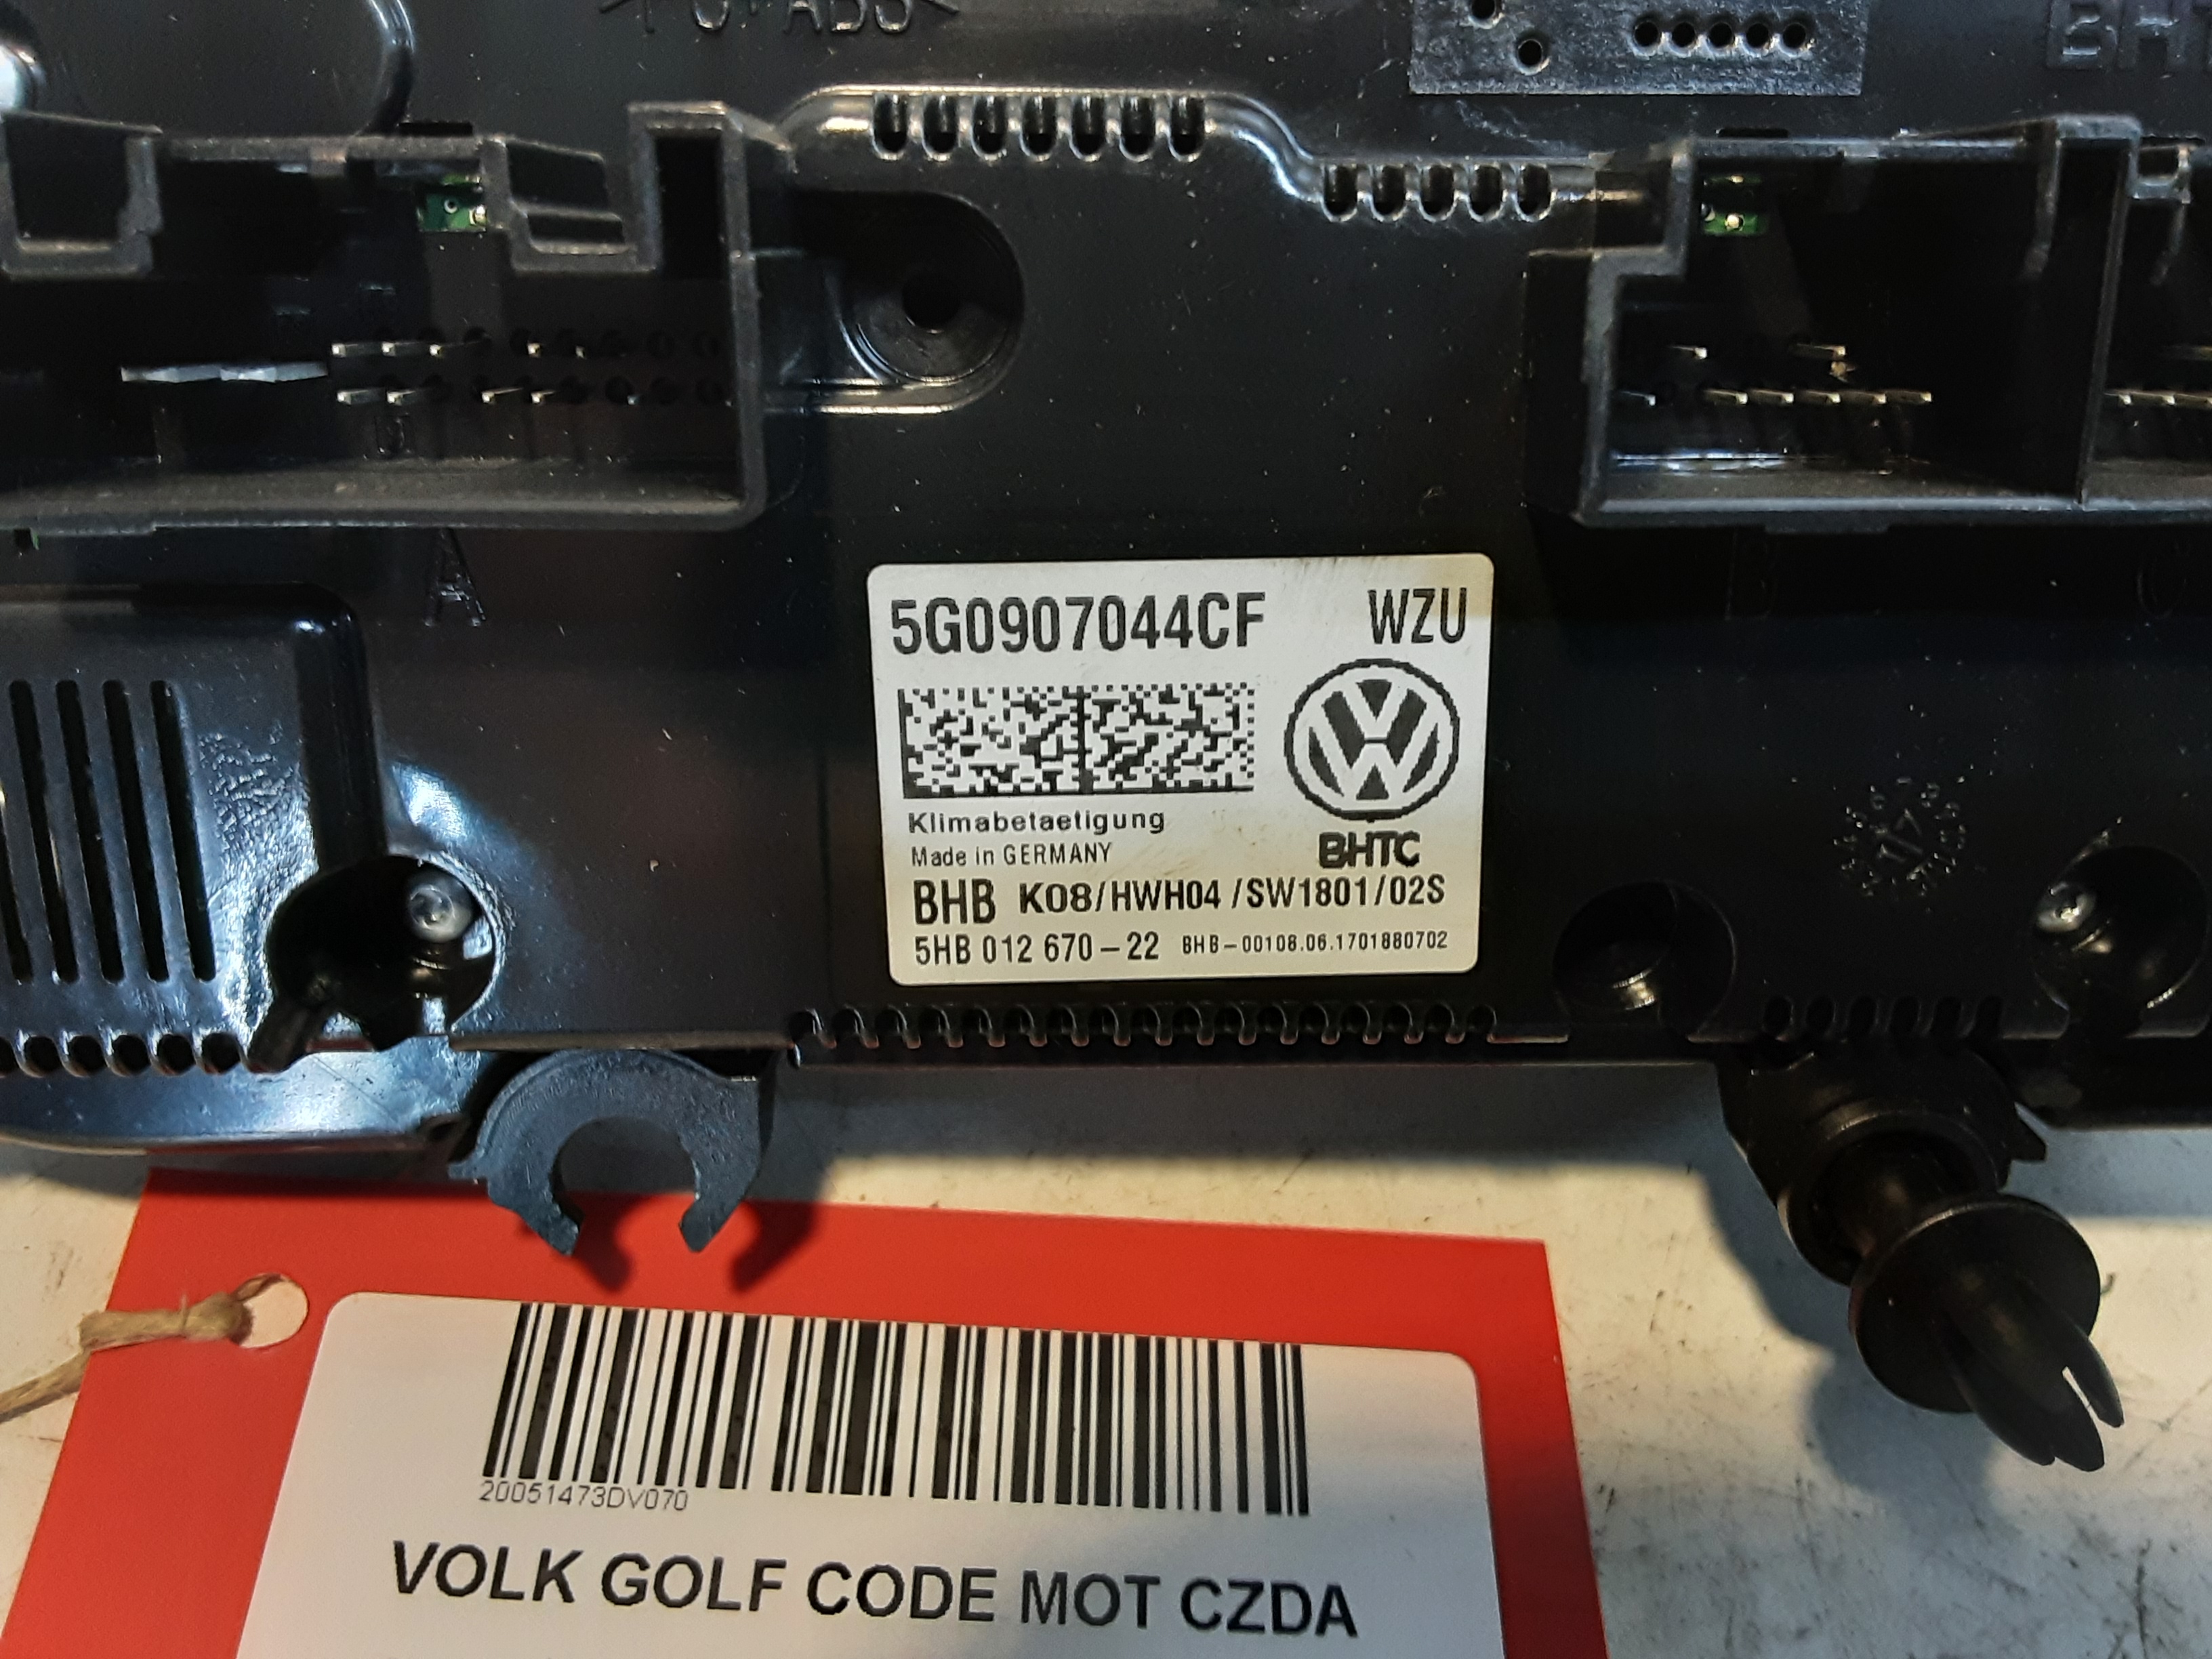 A
5G0907044CF WZU
Klimabetaetigung
Made in GERMANY
BHTC
BHB K08/HWH04 /SW1801/02S
5HB 012 670-22 BHB-00108.06.1701880702
20051473DV070
VOLK GOLF CODE MOT CZDA